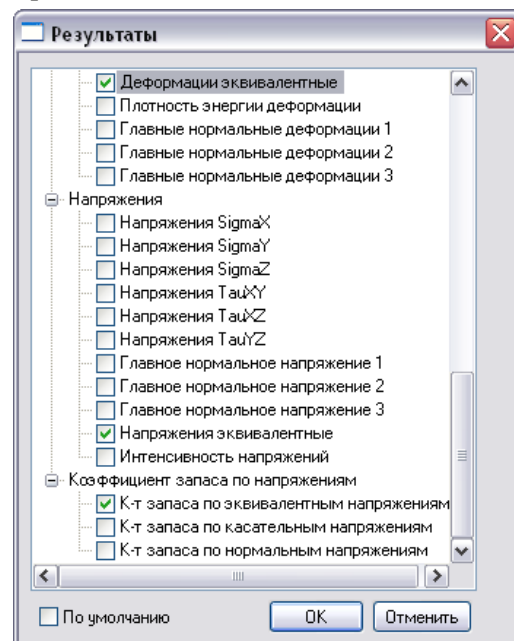 Результаты
Деформации эквивалентные
Плотность энергии деформации
Главные нормальные деформации 1
Главные нормальные деформации 2
Главные нормальные деформации 3
Напряжения
Напряжения SigmaX
Напряжения SigmaY
Напряжения SigmaZ
Напряжения TauXY
Напряжения TauXZ
Напряжения TauYZ
Главное нормальное напряжение 1
Главное нормальное напряжение 2
Главное нормальное напряжение 3
Напряжения эквивалентные
Интенсивность напряжений
Коэффициент запаса по напряжениям
К-т запаса по эквивалентным напряжениям
К-т запаса по касательным напряжениям
К-т запаса по нормальным напряжениям
По умолчанию OK Отменить